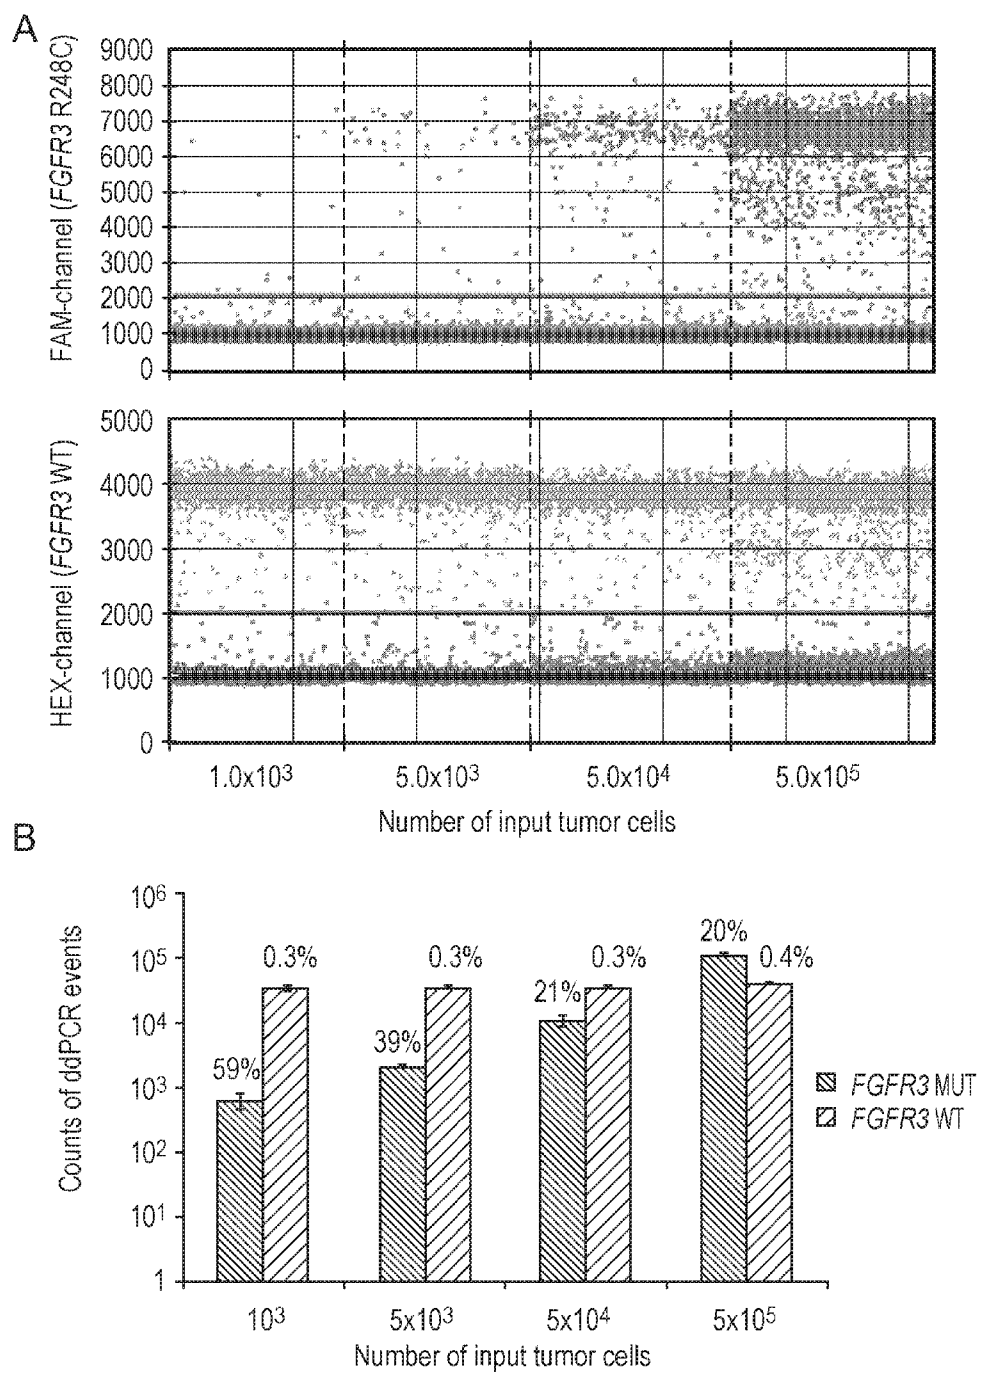 A
FAM-channel (FGFR3 R248C)
9000
8000
7000
6000
5000
4000
3000
2000
1000
0
HEX-channel (FGFR3 WT)
5000
4000
3000
2000
1000
0
1.0x10³ 5.0x10³ 5.0x10⁴ 5.0x10⁵
Number of input tumor cells
B
Counts of ddPCR events
10⁶
10⁵
10⁴
10³
10²
10¹
1
59% 0.3% 39% 0.3% 21% 0.3% 20% 0.4%
FGFR3 MUT
FGFR3 WT
10³ 5x10³ 5x10⁴ 5x10⁵
Number of input tumor cells